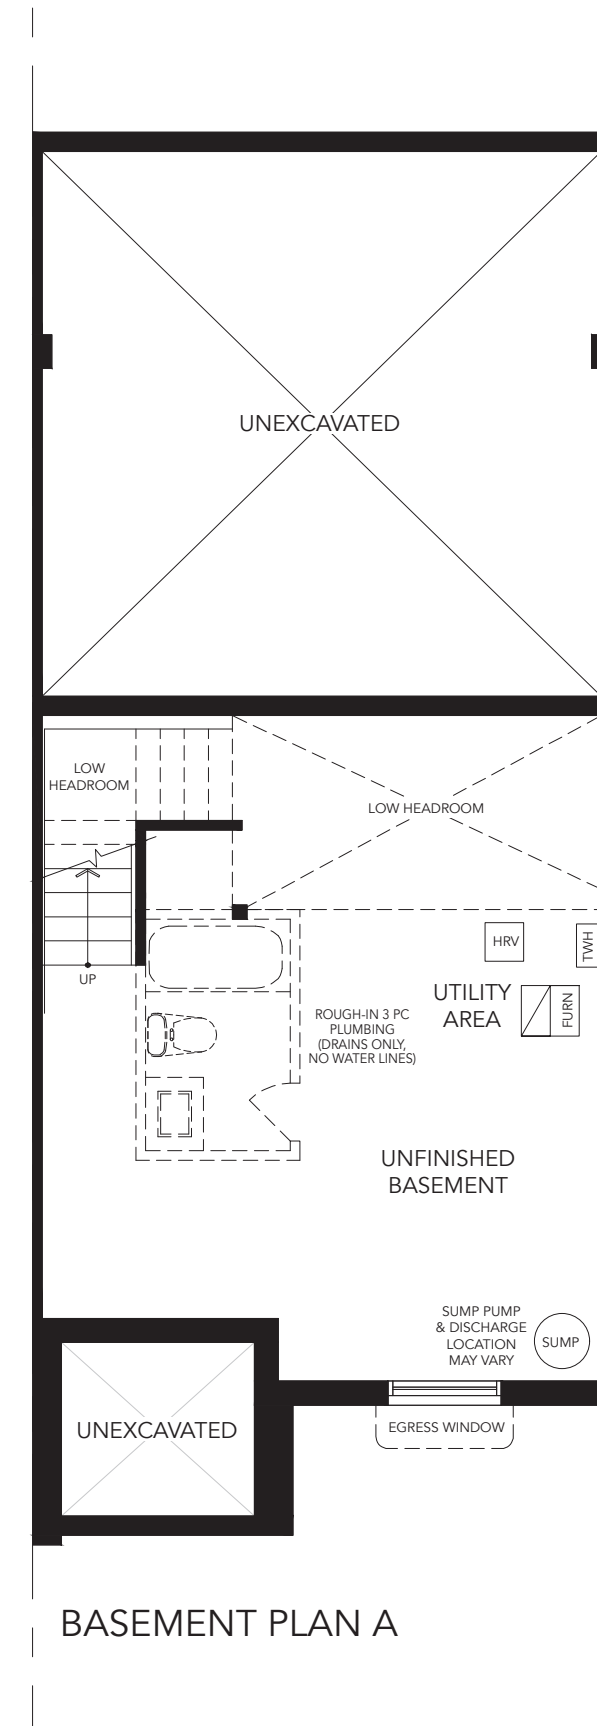 UNEXCAVATED
LOW
HEADROOM
LOW HEADROOM
UP
HRV
TWH
UTILITY
AREA
FURN
ROUGH-IN 3 PC
PLUMBING
(DRAINS ONLY,
NO WATER LINES)
UNFINISHED
BASEMENT
SUMP PUMP
& DISCHARGE
LOCATION
MAY VARY
SUMP
UNEXCAVATED
EGRESS WINDOW
BASEMENT PLAN A